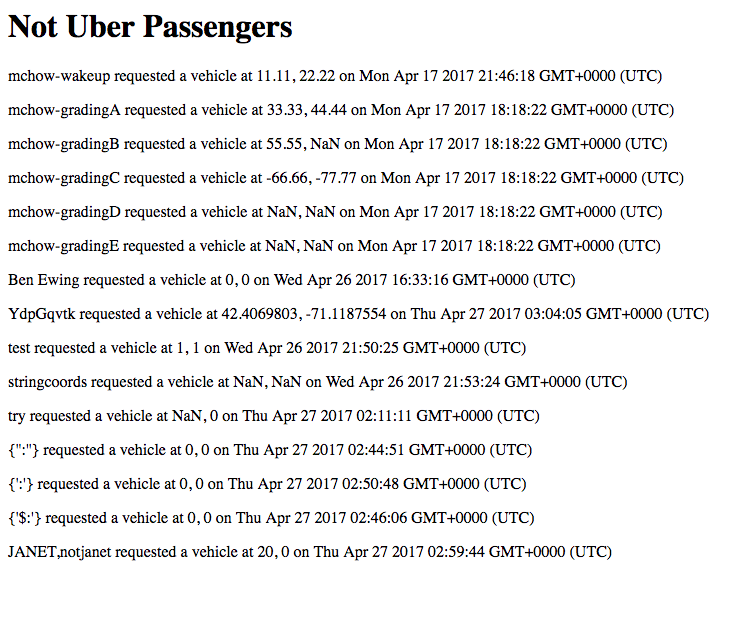 Not Uber Passengers
mchow-wakeup requested a vehicle at 11.11, 22.22 on Mon Apr 17 2017 21:46:18 GMT+0000 (UTC)
mchow-gradingA requested a vehicle at 33.33, 44.44 on Mon Apr 17 2017 18:18:22 GMT+0000 (UTC)
mchow-gradingB requested a vehicle at 55.55, NaN on Mon Apr 17 2017 18:18:22 GMT+0000 (UTC)
mchow-gradingC requested a vehicle at -66.66, -77.77 on Mon Apr 17 2017 18:18:22 GMT+0000 (UTC)
mchow-gradingD requested a vehicle at NaN, NaN on Mon Apr 17 2017 18:18:22 GMT+0000 (UTC)
mchow-gradingE requested a vehicle at NaN, NaN on Mon Apr 17 2017 18:18:22 GMT+0000 (UTC)
Ben Ewing requested a vehicle at 0, 0 on Wed Apr 26 2017 16:33:16 GMT+0000 (UTC)
YdpGqvtk requested a vehicle at 42.4069803, -71.1187554 on Thu Apr 27 2017 03:04:05 GMT+0000 (UTC)
test requested a vehicle at 1, 1 on Wed Apr 26 2017 21:50:25 GMT+0000 (UTC)
stringcoords requested a vehicle at NaN, NaN on Wed Apr 26 2017 21:53:24 GMT+0000 (UTC)
try requested a vehicle at NaN, 0 on Thu Apr 27 2017 02:11:11 GMT+0000 (UTC)
{":"} requested a vehicle at 0, 0 on Thu Apr 27 2017 02:44:51 GMT+0000 (UTC)
{':'} requested a vehicle at 0, 0 on Thu Apr 27 2017 02:50:48 GMT+0000 (UTC)
{'$:'} requested a vehicle at 0, 0 on Thu Apr 27 2017 02:46:06 GMT+0000 (UTC)
JANET,notjanet requested a vehicle at 20, 0 on Thu Apr 27 2017 02:59:44 GMT+0000 (UTC)